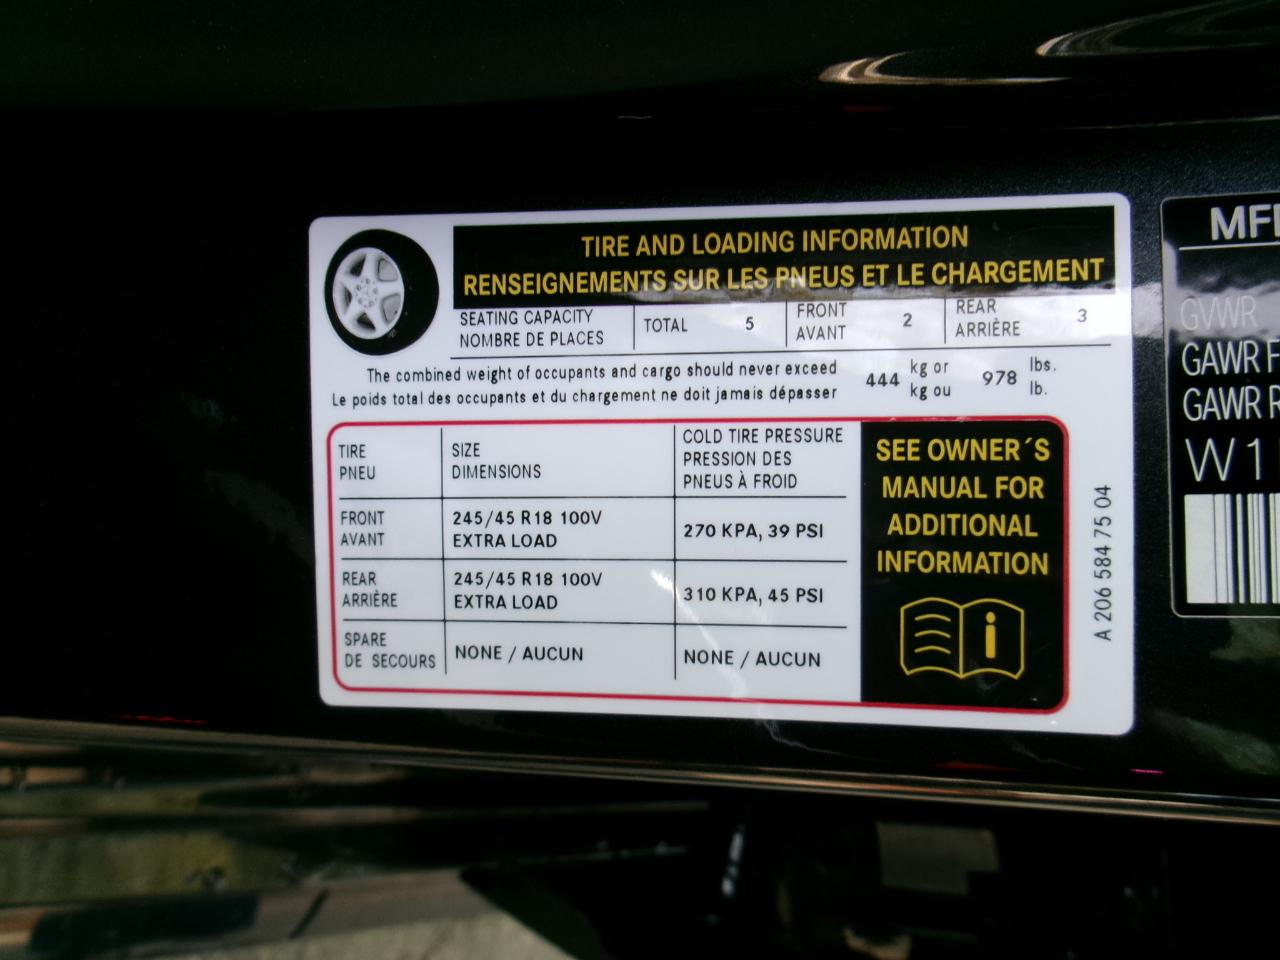 TIRE AND LOADING INFORMATION
RENSEIGNEMENTS SUR LES PNEUS ET LE CHARGEMENT
SEATING CAPACITY
NOMBRE DE PLACES
TOTAL 5
FRONT
AVANT
2
REAR
ARRIÈRE
3
The combined weight of occupants and cargo should never exceed
Le poids total des occupants et du chargement ne doit jamais dépasser
444 kg or
kg ou
978 lbs.
lb.
TIRE
PNEU
SIZE
DIMENSIONS
COLD TIRE PRESSURE
PRESSION DES
PNEUS À FROID
FRONT
AVANT
245/45 R18 100V
EXTRA LOAD
270 KPA, 39 PSI
REAR
ARRIÈRE
245/45 R18 100V
EXTRA LOAD
310 KPA, 45 PSI
SPARE
DE SECOURS
NONE / AUCUN
NONE / AUCUN
SEE OWNER´S
MANUAL FOR
ADDITIONAL
INFORMATION
A 206 584 75 04
GVWR
GAWR
GAWR